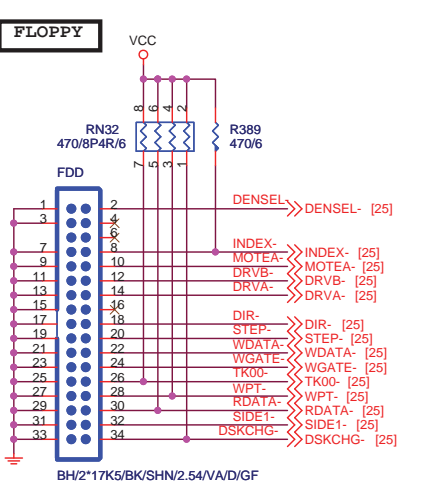 FLOPPY
VCC
8 6 4 2
RN32
470/8P4R/6
R389
470/6
7 5 3 1
FDD
1 2 DENSEL- DENSEL- [25]
3 4
6
7 8 INDEX- INDEX- [25]
9 10 MOTEA- MOTEA- [25]
11 12 DRVB- DRVB- [25]
13 14 DRVA- DRVA- [25]
15 16
17 18 DIR- DIR- [25]
19 20 STEP- STEP- [25]
21 22 WDATA- WDATA- [25]
23 24 WGATE- WGATE- [25]
25 26 TK00- TK00- [25]
27 28 WPT- WPT- [25]
29 30 RDATA- RDATA- [25]
31 32 SIDE1- SIDE1- [25]
33 34 DSKCHG- DSKCHG- [25]
BH/2*17K5/BK/SHN/2.54/VA/D/GF